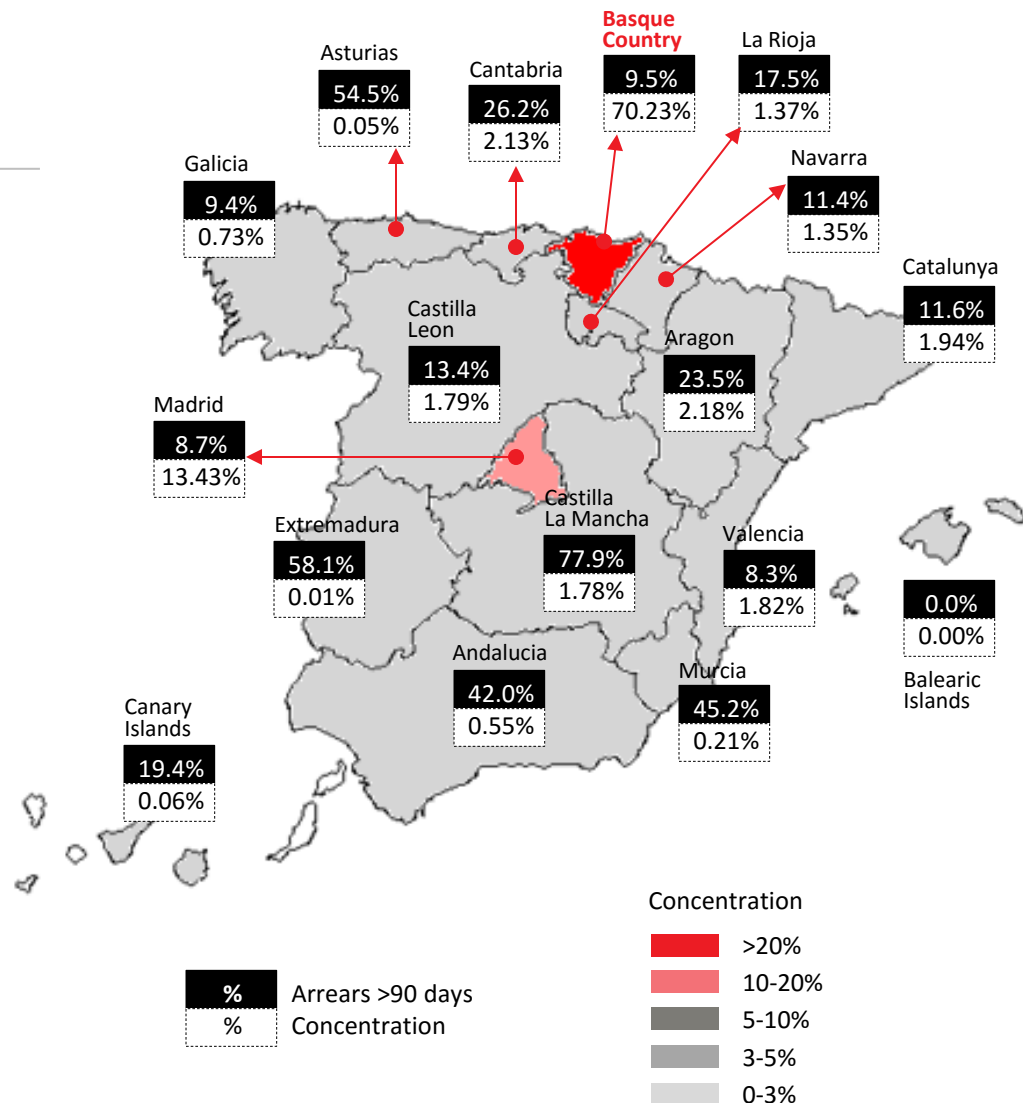 Basque
Country
9.5%
70.23%
La Rioja
17.5%
1.37%
Asturias
54.5%
0.05%
Cantabria
26.2%
2.13%
Navarra
11.4%
1.35%
Galicia
9.4%
0.73%
Catalunya
11.6%
1.94%
Castilla
Leon
13.4%
1.79%
Aragon
23.5%
2.18%
Madrid
8.7%
13.43%
Castilla
La Mancha
77.9%
1.78%
Extremadura
58.1%
0.01%
Valencia
8.3%
1.82%
0.0%
0.00%
Balearic
Islands
Andalucia
42.0%
0.55%
Murcia
45.2%
0.21%
Canary
Islands
19.4%
0.06%
% Arrears >90 days
% Concentration
Concentration
>20%
10-20%
5-10%
3-5%
0-3%